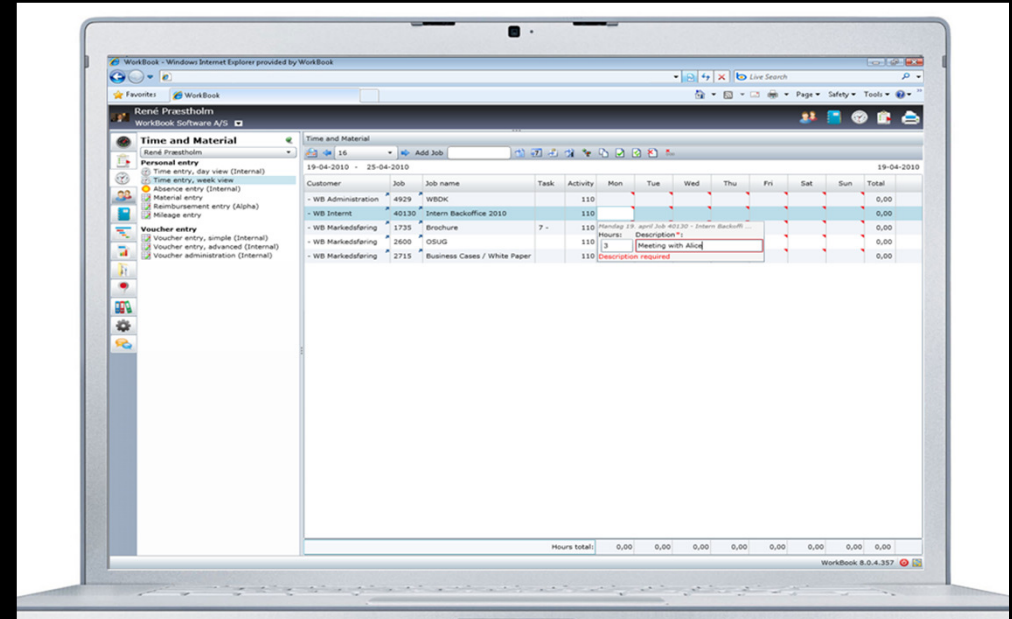 WorkBook - Windows Internet Explorer provided by WorkBook
Live Search
Favorites WorkBook Page Safety Tools
René Præstholm
WorkBook Software A/S
Time and Material
René Præstholm
Personal entry
Time entry, day view (Internal)
Time entry, week view
Absence entry (Internal)
Material entry
Reimbursement entry (Alpha)
Mileage entry
Voucher entry
Voucher entry, simple (Internal)
Voucher entry, advanced (Internal)
Voucher administration (Internal)
Time and Material
16 Add Job
19-04-2010 - 25-04-2010 19-04-2010
Customer Job Job name Task Activity Mon Tue Wed Thu Fri Sat Sun Total
- WB Administration 4929 WBDK 110 0,00
- WB Internt 40130 Intern Backoffice 2010 110 0,00
- WB Markedsføring 1735 Brochure 7 - 110 0,00
- WB Markedsføring 2600 OSUG 110 0,00
- WB Markedsføring 2715 Business Cases / White Paper 110 0,00
Mandag 19. april Job 40130 - Intern Backoffi ...
Hours: Description*:
3 Meeting with Alice
Description required
Hours total: 0,00 0,00 0,00 0,00 0,00 0,00 0,00 0,00
WorkBook 8.0.4.357